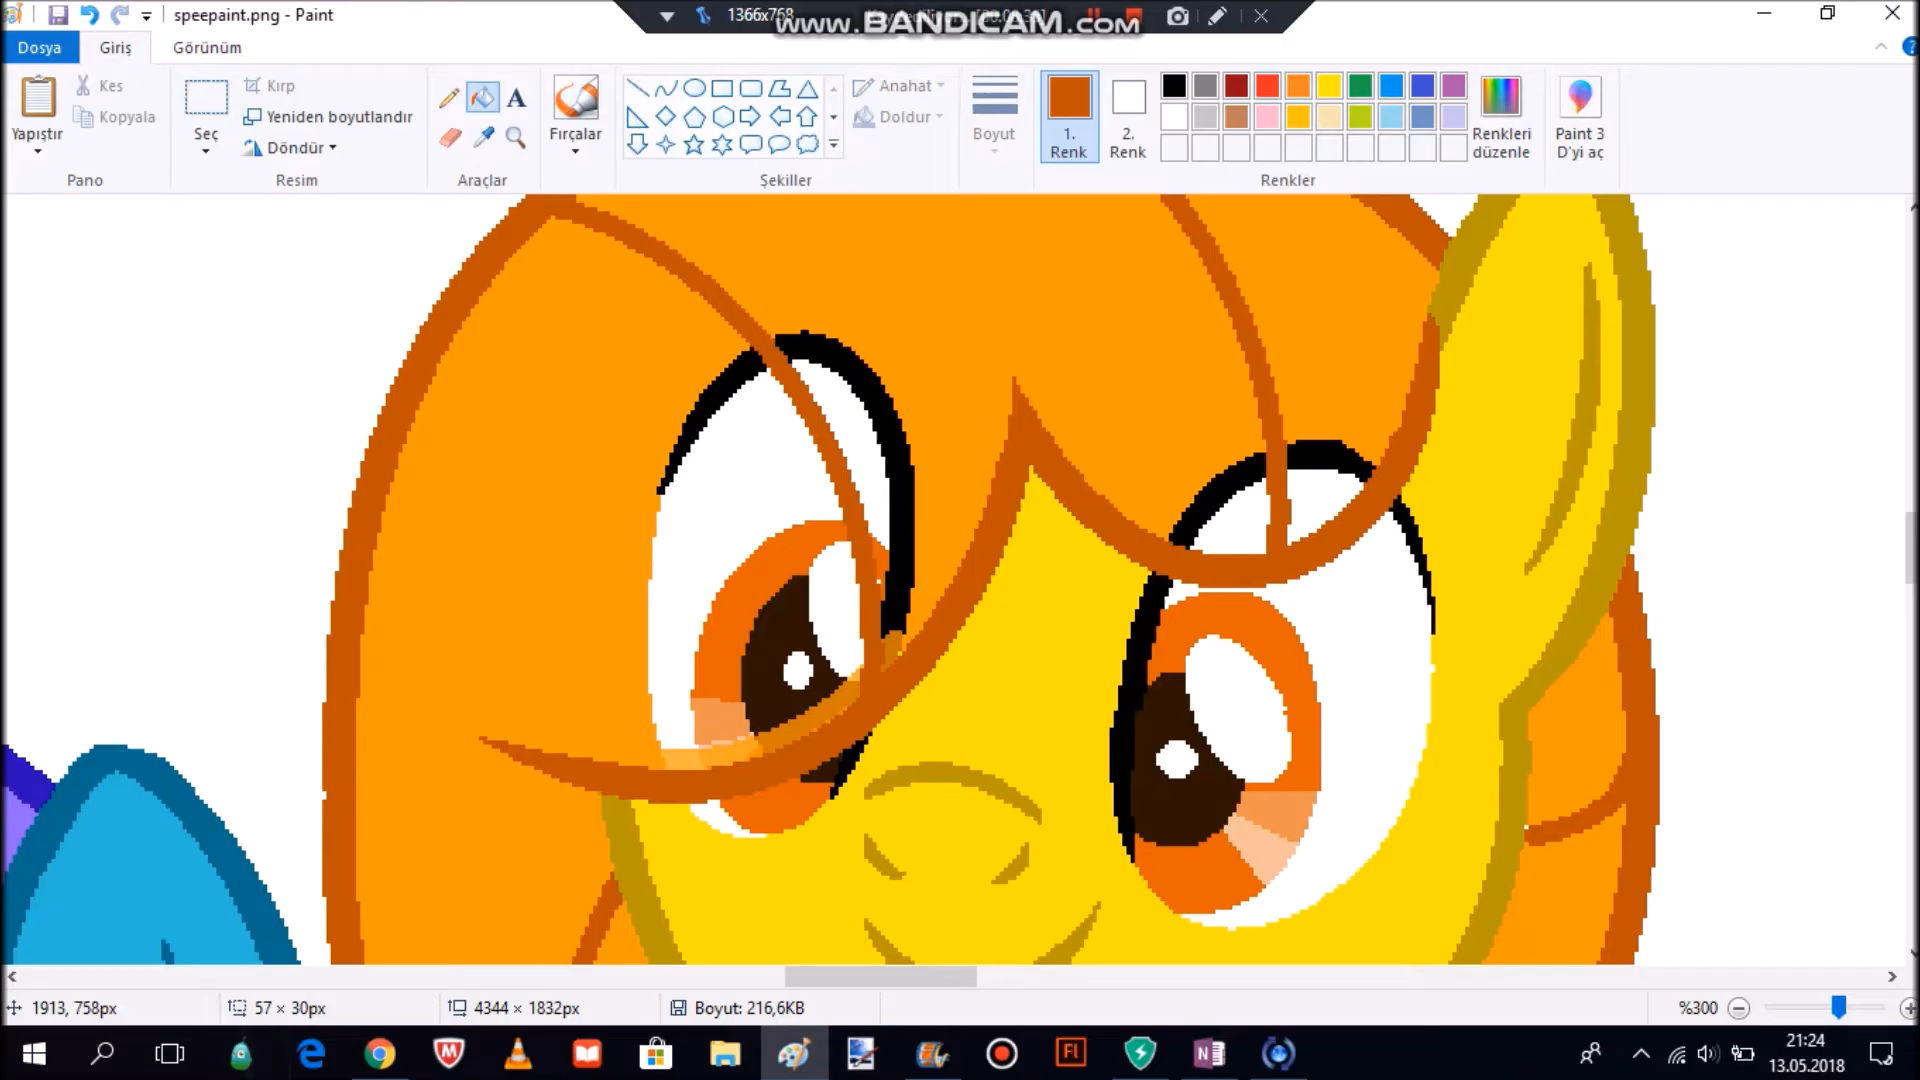 speepaint.png - Paint
1366x768
www.BANDICAM.com
Dosya
Giriş
Görünüm
Yapıştır
Kes
Kopyala
Pano
Seç
Kırp
Yeniden boyutlandır
Döndür
Resim
A
Araçlar
Fırçalar
Şekiller
Anahat
Doldur
Boyut
1.
Renk
2.
Renk
Renkler
Renkleri
düzenle
Paint 3
D'yi aç
1913, 758px
57 × 30px
4344 × 1832px
Boyut: 216,6KB
%300
21:24
13.05.2018